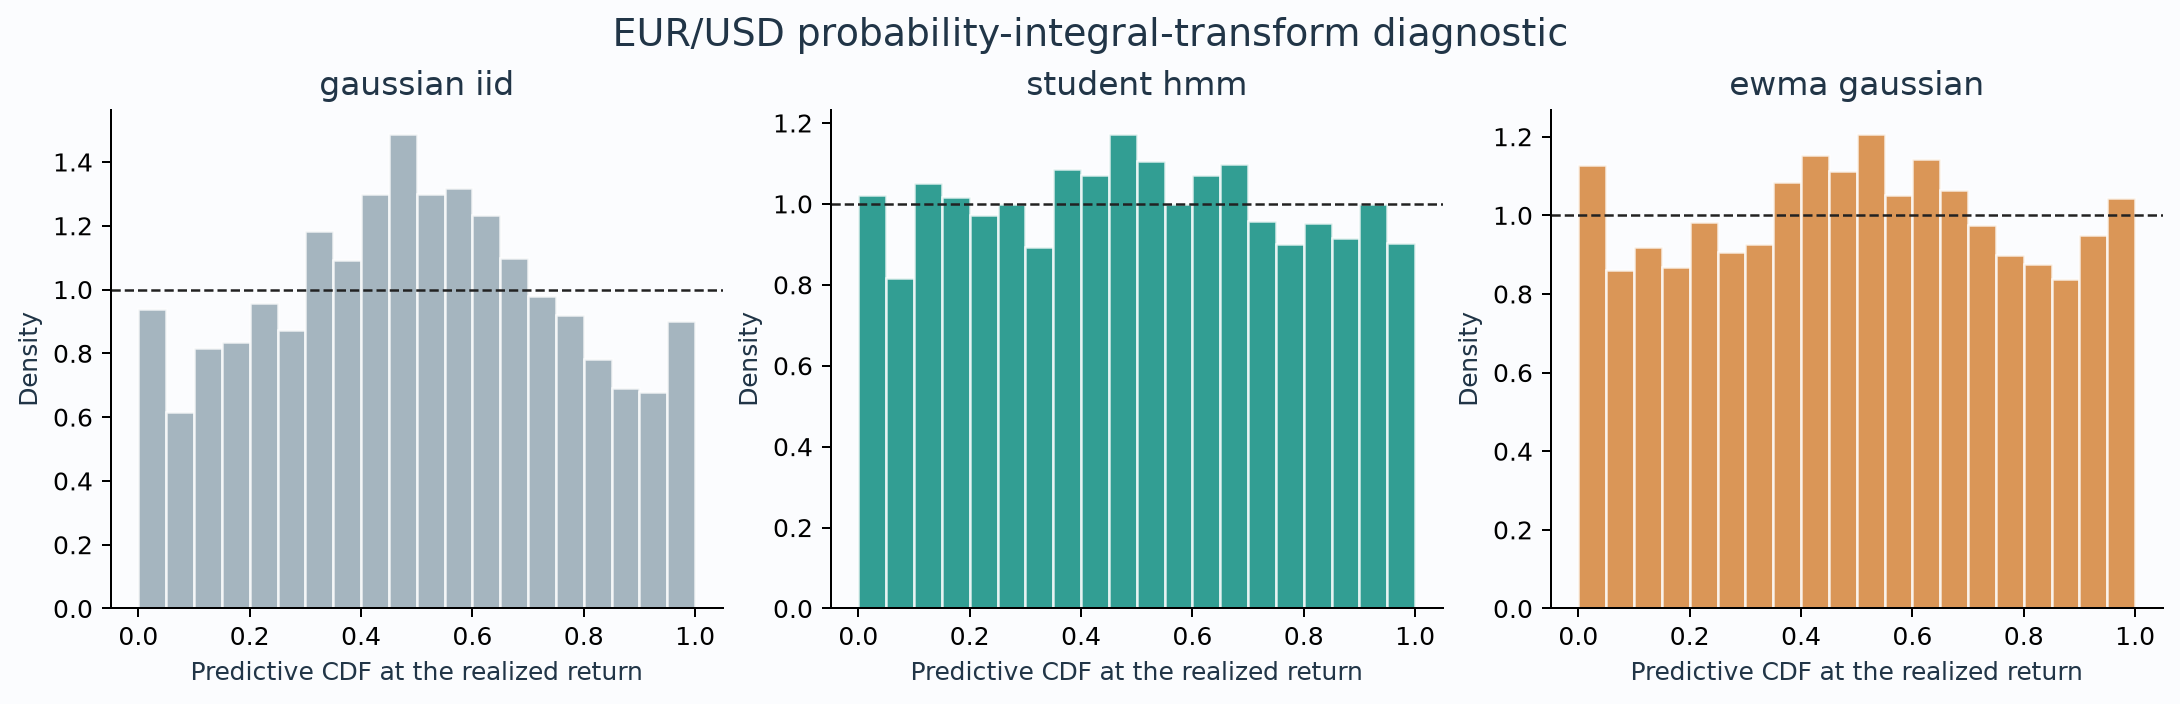 EUR/USD probability-integral-transform diagnostic
gaussian iid
1.4
1.2
1.0
0.8
0.6
0.4
0.2
0.0
Density
0.0 0.2 0.4 0.6 0.8 1.0
Predictive CDF at the realized return
student hmm
1.2
1.0
0.8
0.6
0.4
0.2
0.0
Density
0.0 0.2 0.4 0.6 0.8 1.0
Predictive CDF at the realized return
ewma gaussian
1.2
1.0
0.8
0.6
0.4
0.2
0.0
Density
0.0 0.2 0.4 0.6 0.8 1.0
Predictive CDF at the realized return